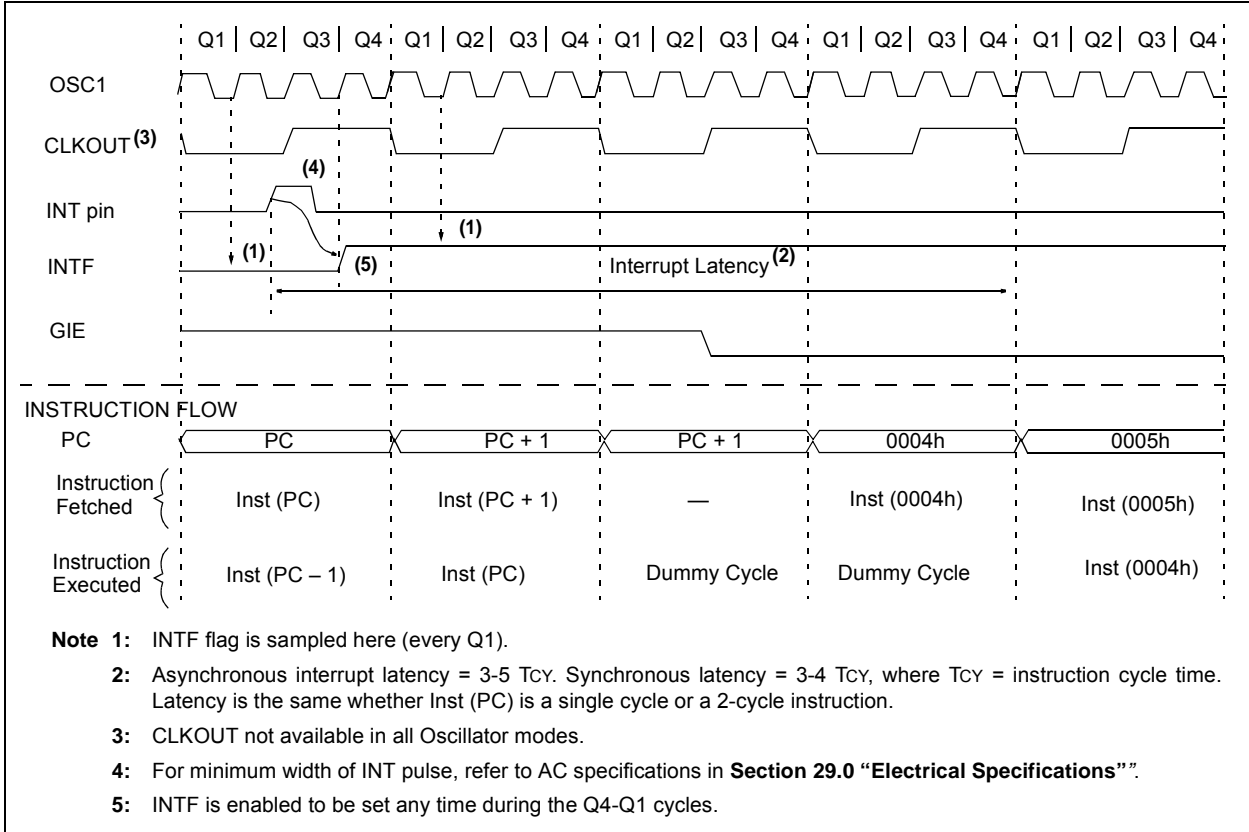 Q1 Q2 Q3 Q4 Q1 Q2 Q3 Q4 Q1 Q2 Q3 Q4 Q1 Q2 Q3 Q4 Q1 Q2 Q3 Q4
OSC1
CLKOUT(3)
(4)
INT pin
(1)
(1)
INTF
(5)
Interrupt Latency(2)
GIE
INSTRUCTION FLOW
PC PC PC + 1 PC + 1 0004h 0005h
Instruction
Fetched
Inst (PC) Inst (PC + 1) — Inst (0004h) Inst (0005h)
Instruction
Executed
Inst (PC – 1) Inst (PC) Dummy Cycle Dummy Cycle Inst (0004h)
Note 1: INTF flag is sampled here (every Q1).
2: Asynchronous interrupt latency = 3-5 TCY. Synchronous latency = 3-4 TCY, where TCY = instruction cycle time.
Latency is the same whether Inst (PC) is a single cycle or a 2-cycle instruction.
3: CLKOUT not available in all Oscillator modes.
4: For minimum width of INT pulse, refer to AC specifications in Section 29.0 “Electrical Specifications””.
5: INTF is enabled to be set any time during the Q4-Q1 cycles.